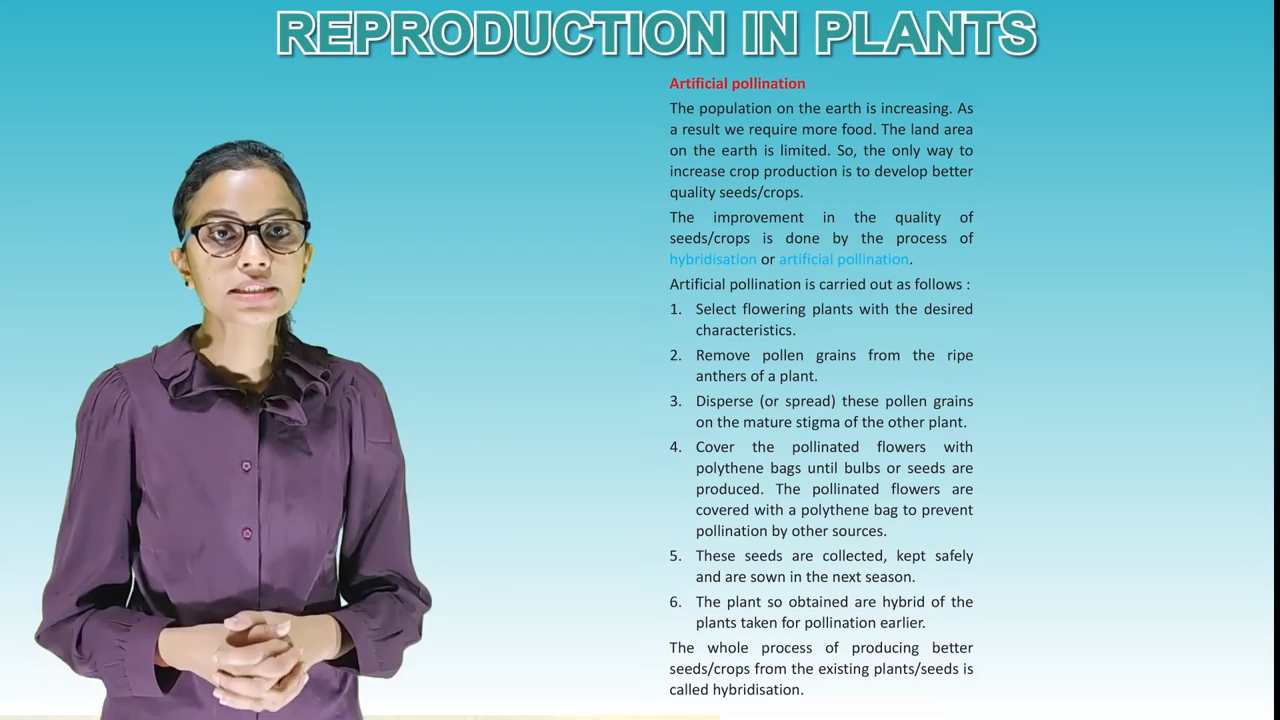 REPRODUCTION IN PLANTS
Artificial pollination
The population on the earth is increasing. As
a result we require more food. The land area
on the earth is limited. So, the only way to
increase crop production is to develop better
quality seeds/crops.
The improvement in the quality of
seeds/crops is done by the process of
hybridisation or artificial pollination.
Artificial pollination is carried out as follows :
1. Select flowering plants with the desired
characteristics.
2. Remove pollen grains from the ripe
anthers of a plant.
3. Disperse (or spread) these pollen grains
on the mature stigma of the other plant.
4. Cover the pollinated flowers with
polythene bags until bulbs or seeds are
produced. The pollinated flowers are
covered with a polythene bag to prevent
pollination by other sources.
5. These seeds are collected, kept safely
and are sown in the next season.
6. The plant so obtained are hybrid of the
plants taken for pollination earlier.
The whole process of producing better
seeds/crops from the existing plants/seeds is
called hybridisation.